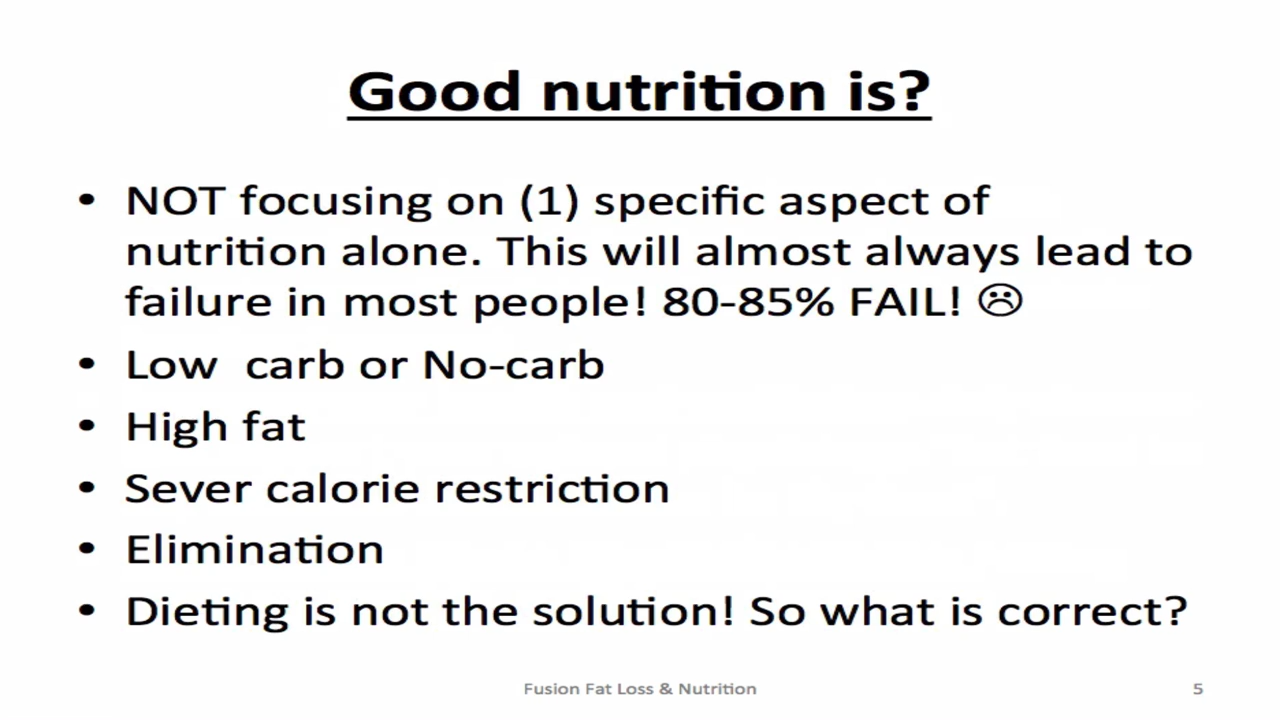 Good nutrition is?
• NOT focusing on (1) specific aspect of
nutrition alone. This will almost always lead to
failure in most people! 80-85% FAIL! ☹
• Low  carb or No-carb
• High fat
• Sever calorie restriction
• Elimination
• Dieting is not the solution! So what is correct?
Fusion Fat Loss & Nutrition
5